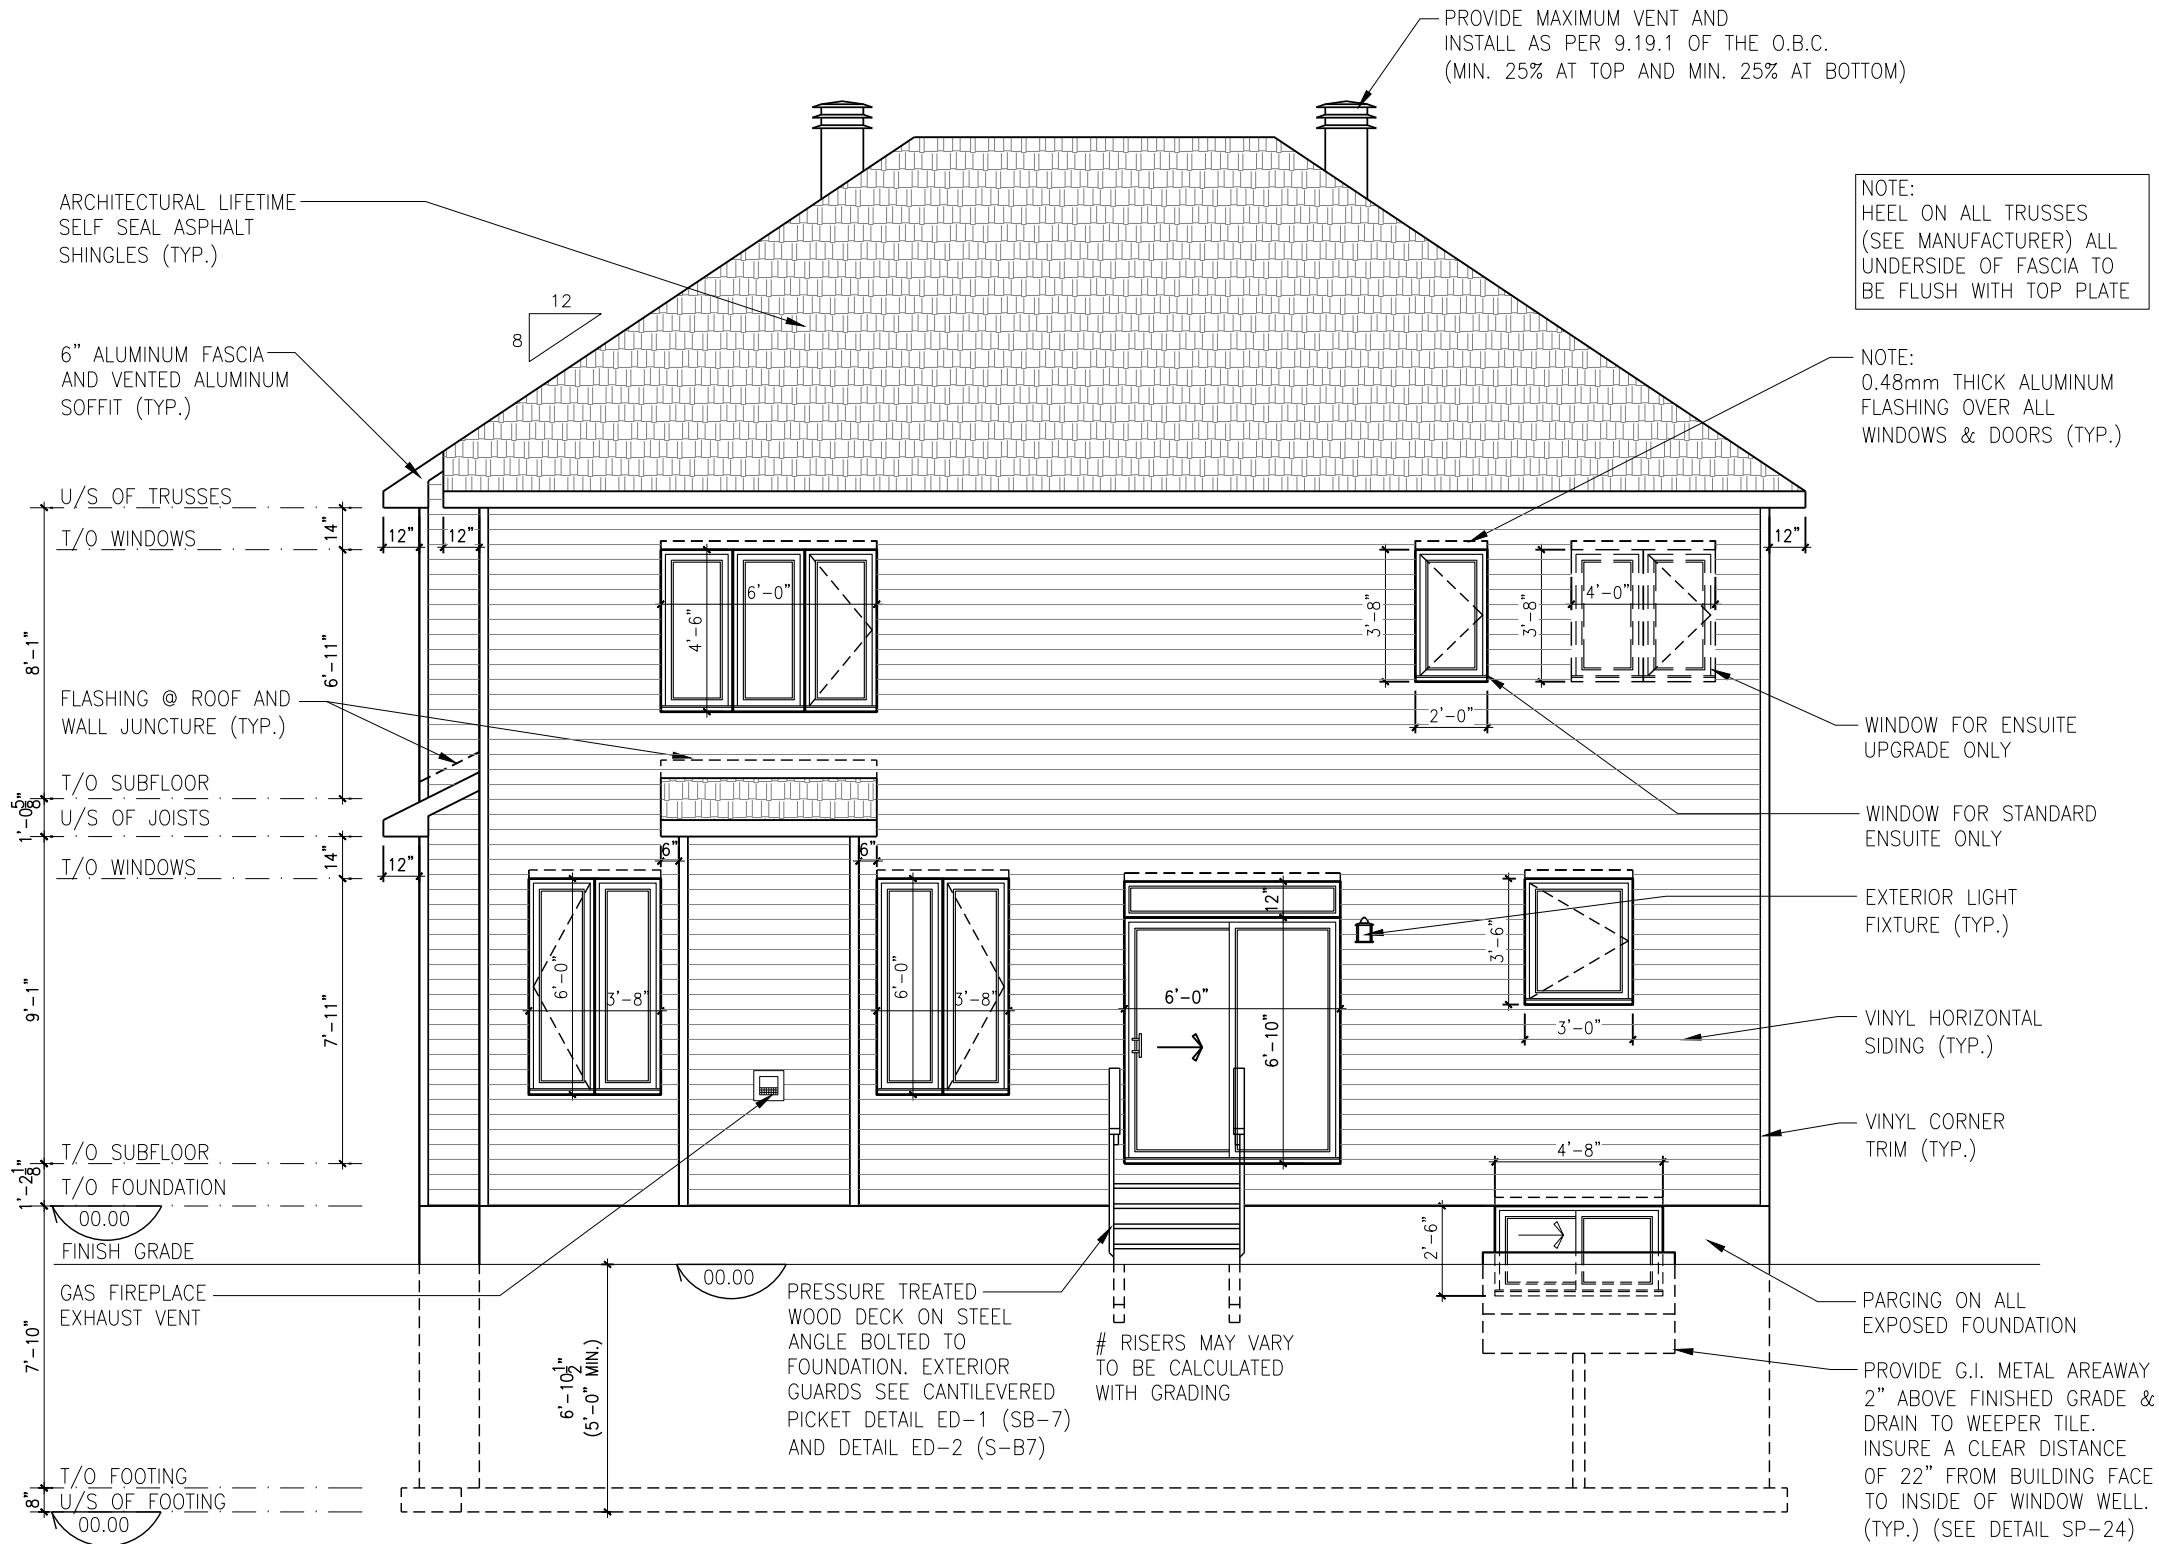 PROVIDE MAXIMUM VENT AND
INSTALL AS PER 9.19.1 OF THE O.B.C.
(MIN. 25% AT TOP AND MIN. 25% AT BOTTOM)
ARCHITECTURAL LIFETIME
SELF SEAL ASPHALT
SHINGLES (TYP.)
NOTE:
HEEL ON ALL TRUSSES
(SEE MANUFACTURER) ALL
UNDERSIDE OF FASCIA TO
BE FLUSH WITH TOP PLATE
12
8
6" ALUMINUM FASCIA
AND VENTED ALUMINUM
SOFFIT (TYP.)
NOTE:
0.48mm THICK ALUMINUM
FLASHING OVER ALL
WINDOWS & DOORS (TYP.)
U/S OF TRUSSES
T/O WINDOWS
14"
12"
12"
12"
8'-1"
6'-11"
6'-0"
4'-6"
3'-8"
2'-0"
3'-8"
4'-0"
FLASHING @ ROOF AND
WALL JUNCTURE (TYP.)
WINDOW FOR ENSUITE
UPGRADE ONLY
T/O SUBFLOOR
1'-0 5/8"
U/S OF JOISTS
WINDOW FOR STANDARD
ENSUITE ONLY
T/O WINDOWS
14"
12"
6"
6"
EXTERIOR LIGHT
FIXTURE (TYP.)
9'-1"
7'-11"
6'-0"
3'-8"
6'-0"
3'-8"
12"
6'-0"
6'-10"
3'-6"
3'-0"
VINYL HORIZONTAL
SIDING (TYP.)
VINYL CORNER
TRIM (TYP.)
T/O SUBFLOOR
1'-2 1/8"
T/O FOUNDATION
00.00
4'-8"
2'-6"
FINISH GRADE
00.00
GAS FIREPLACE
EXHAUST VENT
PRESSURE TREATED
WOOD DECK ON STEEL
ANGLE BOLTED TO
FOUNDATION. EXTERIOR
GUARDS SEE CANTILEVERED
PICKET DETAIL ED-1 (SB-7)
AND DETAIL ED-2 (S-B7)
# RISERS MAY VARY
TO BE CALCULATED
WITH GRADING
PARGING ON ALL
EXPOSED FOUNDATION
PROVIDE G.I. METAL AREAWAY
2" ABOVE FINISHED GRADE &
DRAIN TO WEEPER TILE.
INSURE A CLEAR DISTANCE
OF 22" FROM BUILDING FACE
TO INSIDE OF WINDOW WELL.
(TYP.) (SEE DETAIL SP-24)
7'-10"
6'-10 1/2"
(5'-0" MIN.)
T/O FOOTING
8"
U/S OF FOOTING
00.00